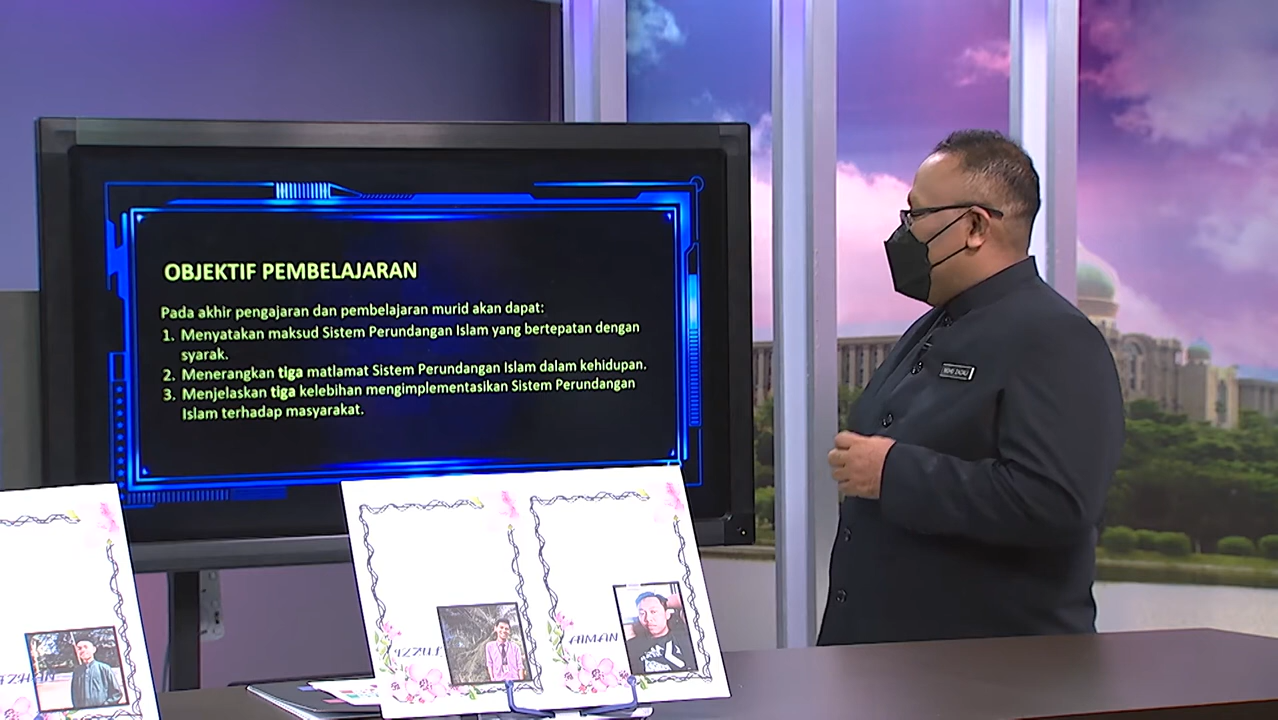 OBJEKTIF PEMBELAJARAN
Pada akhir pengajaran dan pembelajaran murid akan dapat:
1. Menyatakan maksud Sistem Perundangan Islam yang bertepatan dengan
syarak.
2. Menerangkan tiga matlamat Sistem Perundangan Islam dalam kehidupan.
3. Menjelaskan tiga kelebihan mengimplementasikan Sistem Perundangan
Islam terhadap masyarakat.
AIMAN